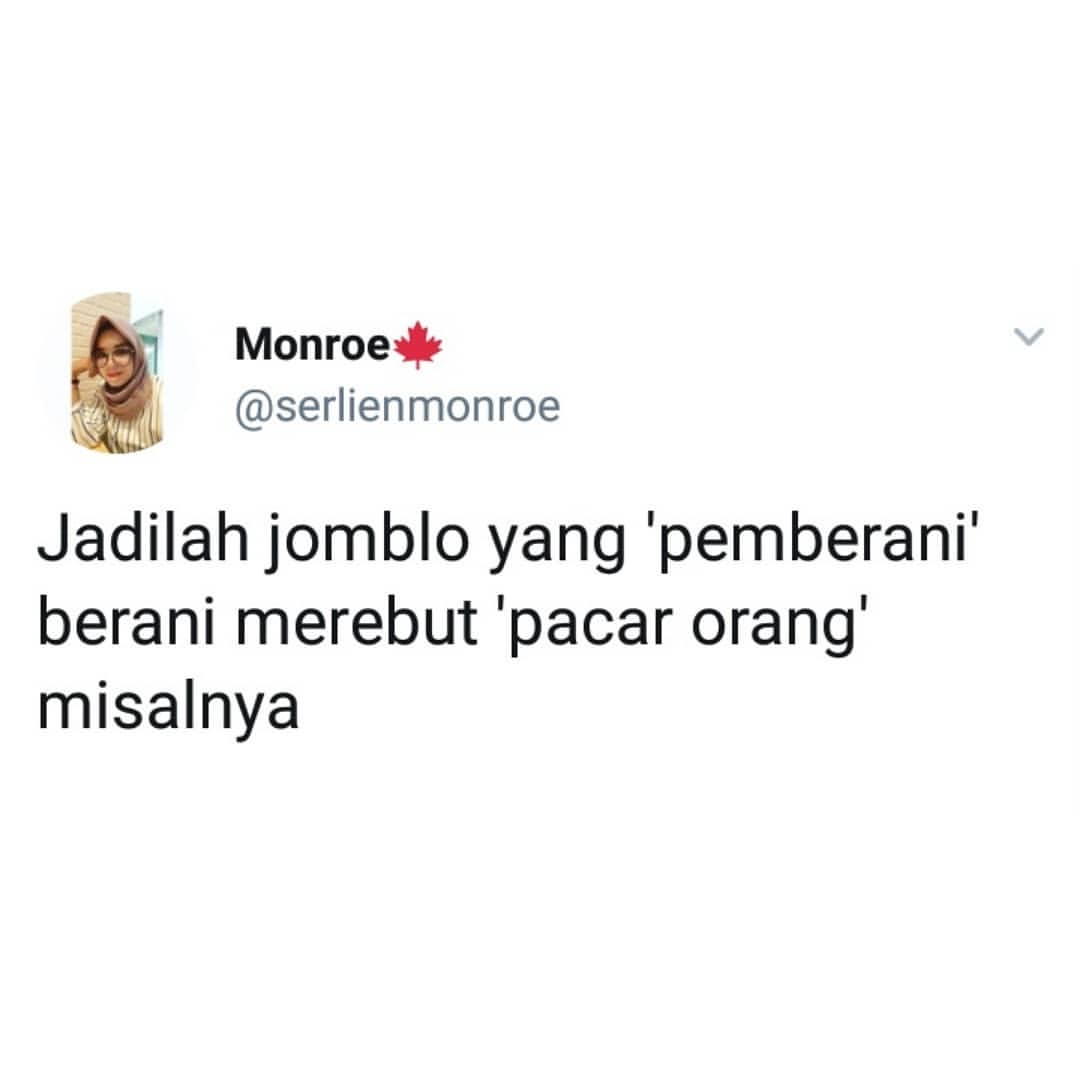 Monroe🍁
@serlienmonroe
Jadilah jomblo yang 'pemberani'
berani merebut 'pacar orang'
misalnya